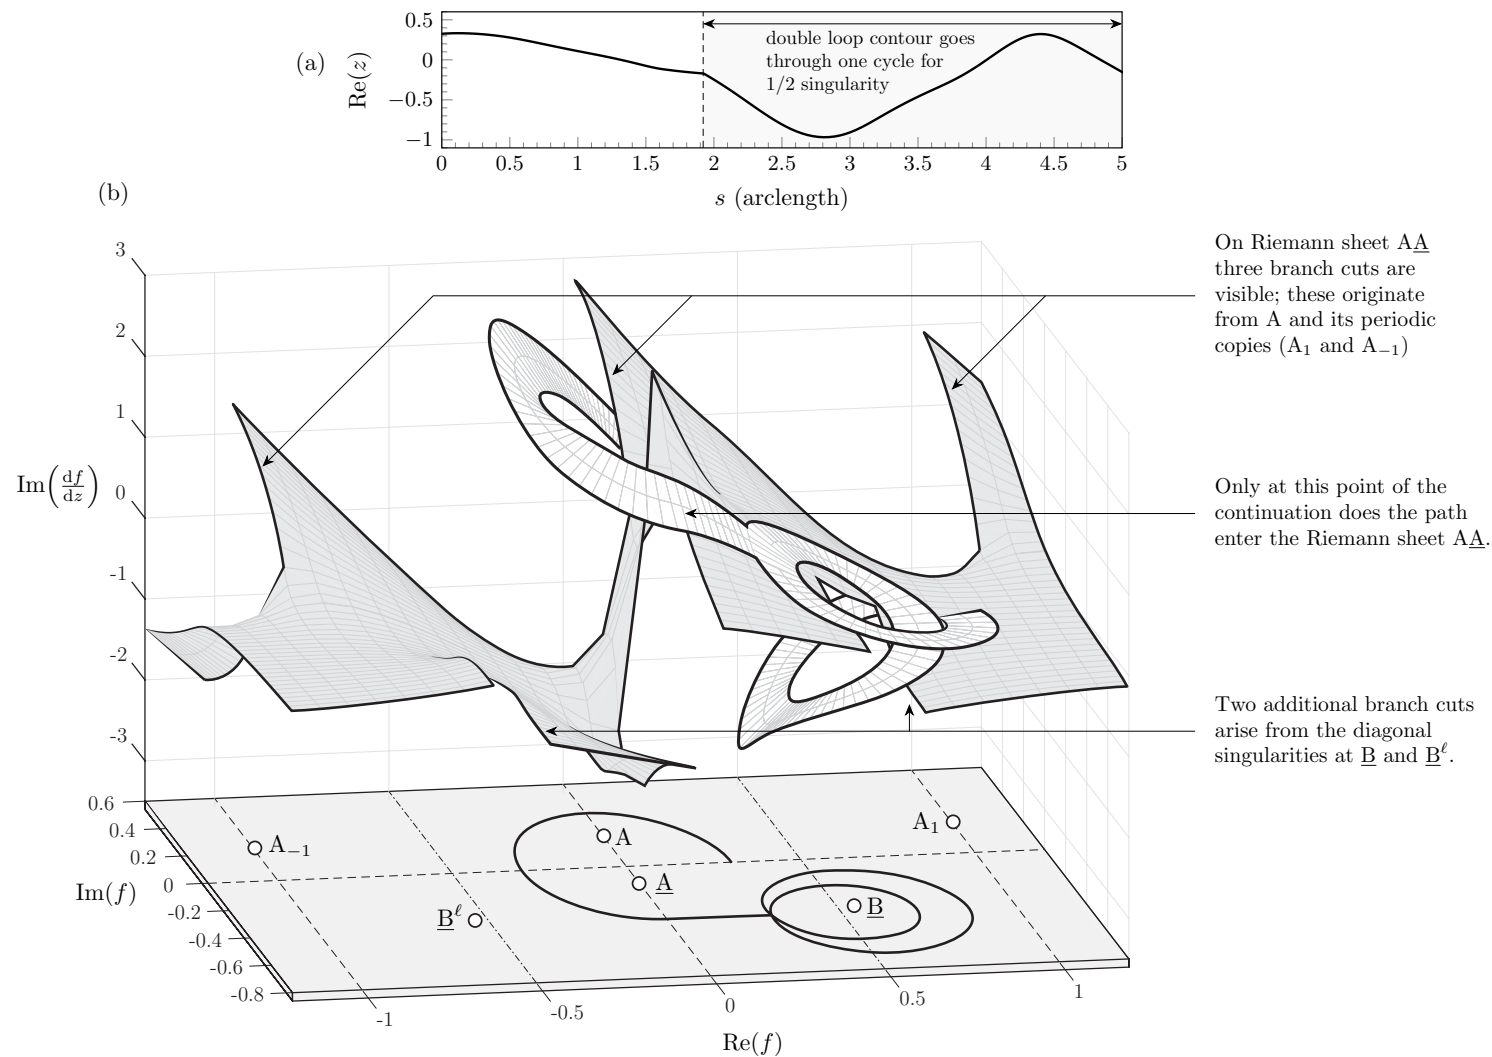 (a)
Re(z)
0.5
0
−0.5
−1
double loop contour goes
through one cycle for
1/2 singularity
0 0.5 1 1.5 2 2.5 3 3.5 4 4.5 5
s (arclength)
(b)
On Riemann sheet AA̲
three branch cuts are
visible; these originate
from A and its periodic
copies (A₁ and A₋₁)
Only at this point of the
continuation does the path
enter the Riemann sheet AA̲.
Two additional branch cuts
arise from the diagonal
singularities at B̲ and B̲ˡ.
Im(df/dz)
3
2
1
0
-1
-2
-3
0.6
0.4
0.2
0
-0.2
-0.4
-0.6
-0.8
Im(f)
A₋₁
A
A̲
A₁
B̲ˡ
B̲
-1 -0.5 0 0.5 1
Re(f)